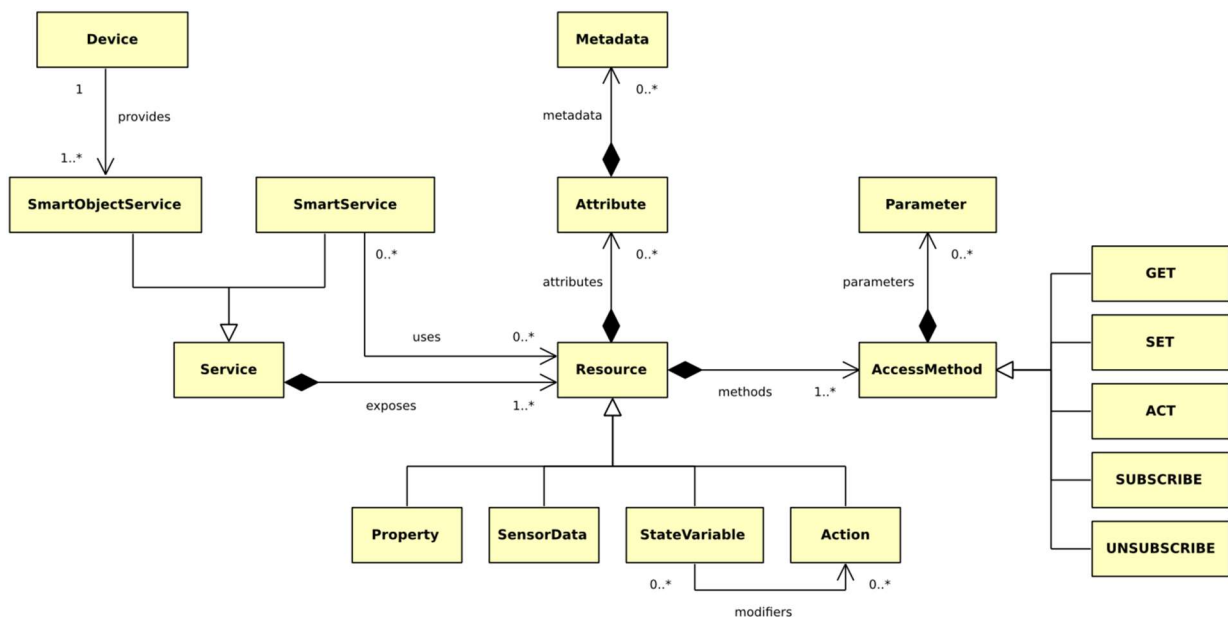 Device
Metadata
1
0..*
provides
metadata
1..*
SmartObjectService
SmartService
Attribute
Parameter
0..*
0..*
0..*
GET
attributes
parameters
SET
uses
0..*
Service
Resource
AccessMethod
exposes
1..*
methods
1..*
ACT
SUBSCRIBE
Property
SensorData
StateVariable
Action
UNSUBSCRIBE
0..*
0..*
modifiers